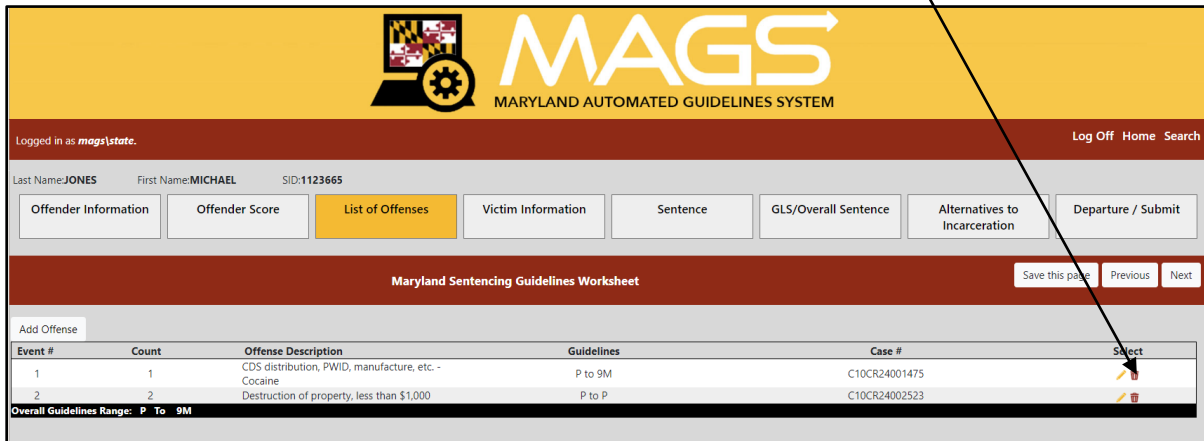 MAGS
MARYLAND AUTOMATED GUIDELINES SYSTEM
Logged in as mags\state.
Log Off Home Search
Last Name:JONES First Name:MICHAEL SID:1123665
Offender Information Offender Score List of Offenses Victim Information Sentence GLS/Overall Sentence Alternatives to Incarceration Departure / Submit
Maryland Sentencing Guidelines Worksheet Save this page Previous Next
Add Offense
Event # Count Offense Description Guidelines Case # Select
1 1 CDS distribution, PWID, manufacture, etc. - Cocaine P to 9M C10CR24001475
2 2 Destruction of property, less than $1,000 P to P C10CR24002523
Overall Guidelines Range: P To 9M